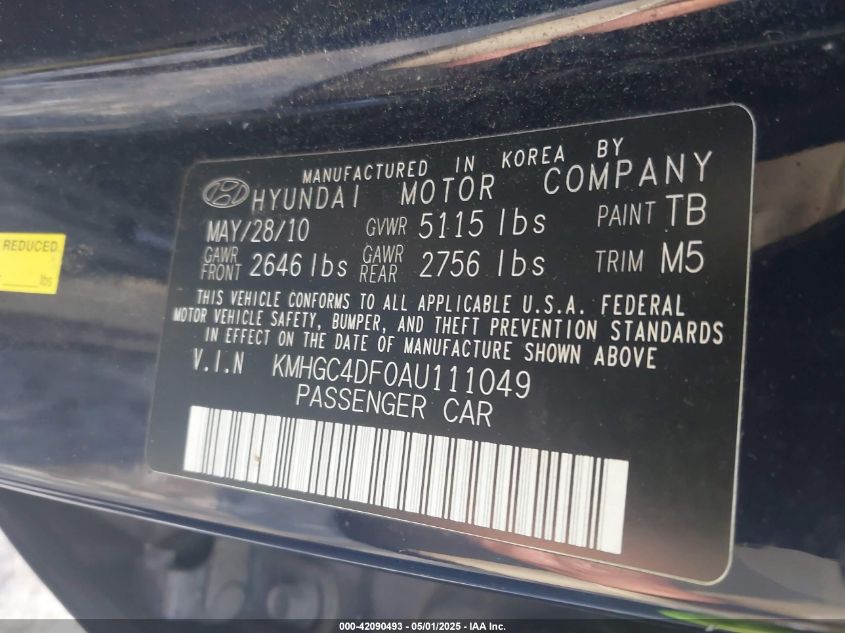 MANUFACTURED IN KOREA BY
HYUNDAI MOTOR COMPANY
MAY/28/10 GVWR 5115 lbs PAINT TB
GAWR FRONT 2646 lbs GAWR REAR 2756 lbs TRIM M5
THIS VEHICLE CONFORMS TO ALL APPLICABLE U.S.A. FEDERAL
MOTOR VEHICLE SAFETY, BUMPER, AND THEFT PREVENTION STANDARDS
IN EFFECT ON THE DATE OF MANUFACTURE SHOWN ABOVE
V.I.N KMHGC4DF0AU111049
PASSENGER CAR
REDUCED
lbs
000-42090493 - 05/01/2025 - IAA Inc.